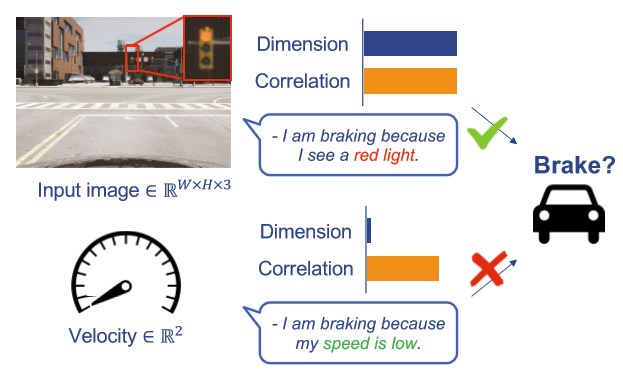 Dimension
Correlation
- I am braking because
I see a red light.
Input image ∈ ℝ^{W×H×3}
Brake?
Dimension
Correlation
- I am braking because
my speed is low.
Velocity ∈ ℝ²